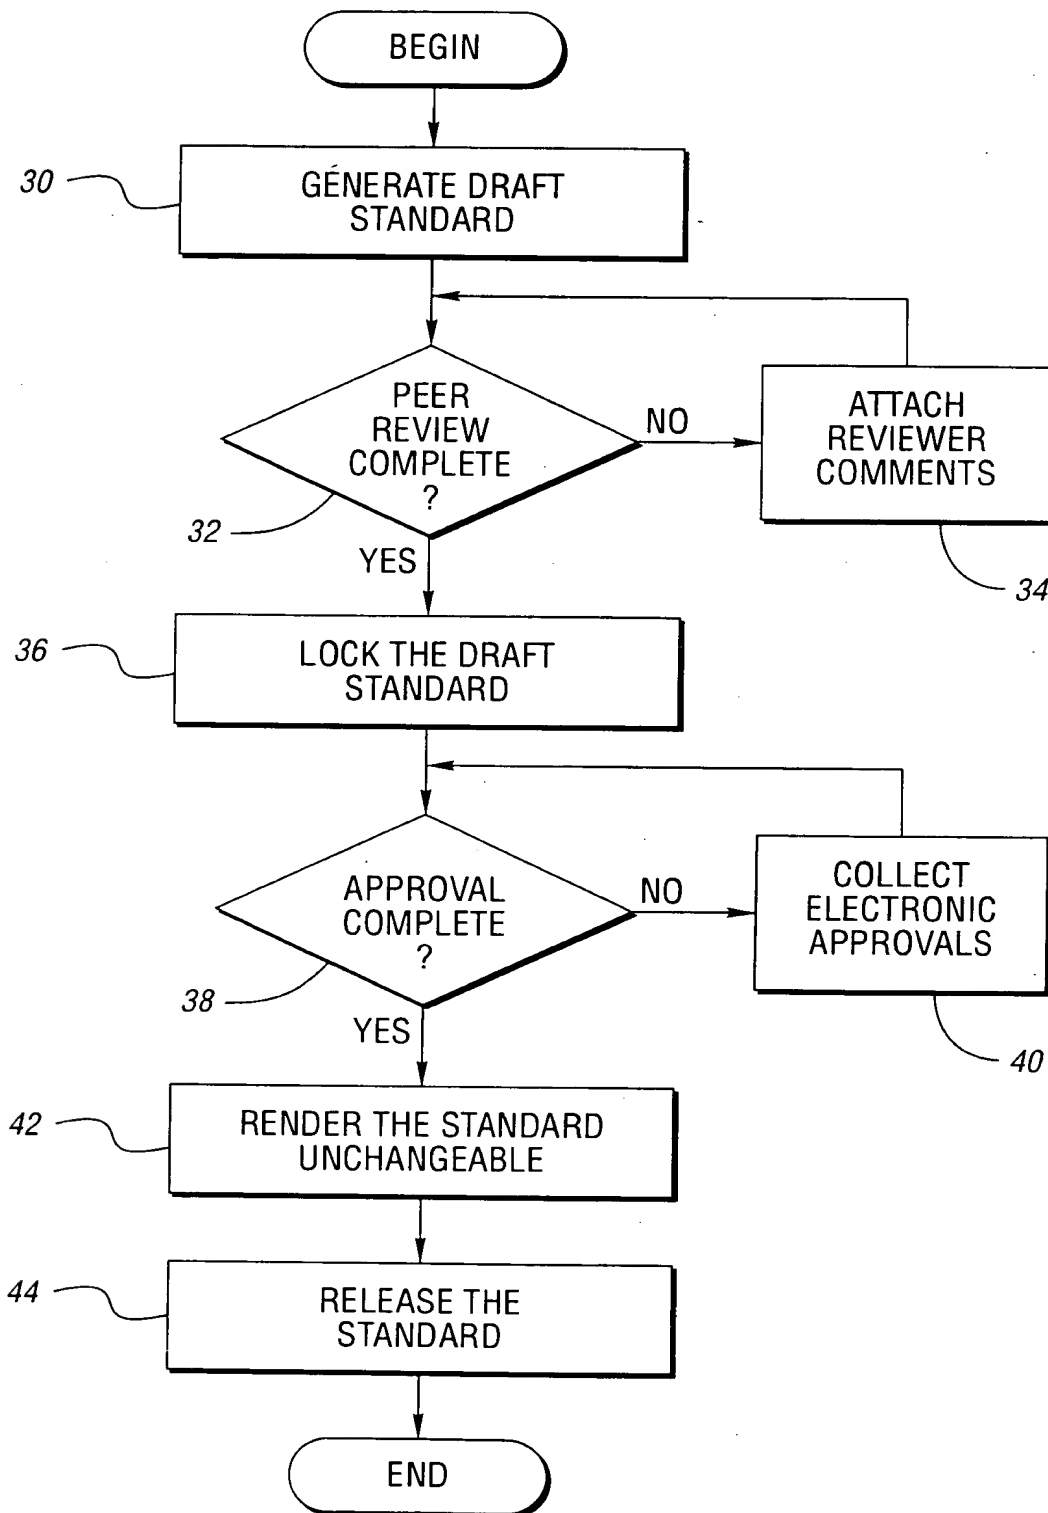 BEGIN
30
GENERATE DRAFT
STANDARD
PEER
REVIEW
COMPLETE
?
NO
ATTACH
REVIEWER
COMMENTS
32
34
YES
36
LOCK THE DRAFT
STANDARD
APPROVAL
COMPLETE
?
NO
COLLECT
ELECTRONIC
APPROVALS
38
40
YES
42
RENDER THE STANDARD
UNCHANGEABLE
44
RELEASE THE
STANDARD
END